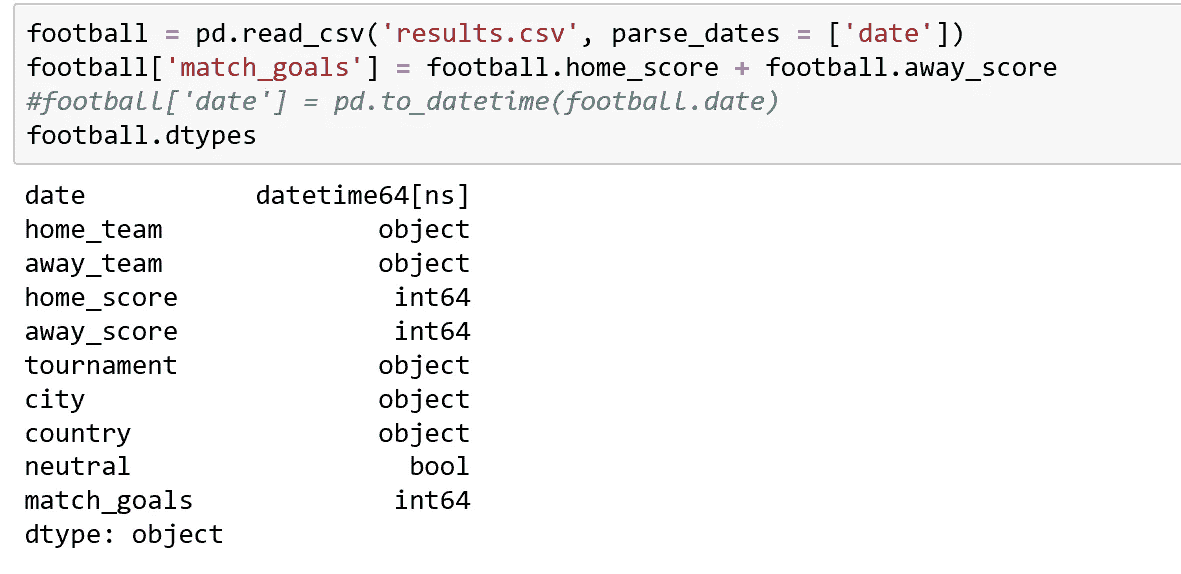 football = pd.read_csv('results.csv', parse_dates = ['date'])
football['match_goals'] = football.home_score + football.away_score
#football['date'] = pd.to_datetime(football.date)
football.dtypes
date           datetime64[ns]
home_team              object
away_team              object
home_score              int64
away_score              int64
tournament             object
city                   object
country                object
neutral                  bool
match_goals             int64
dtype: object